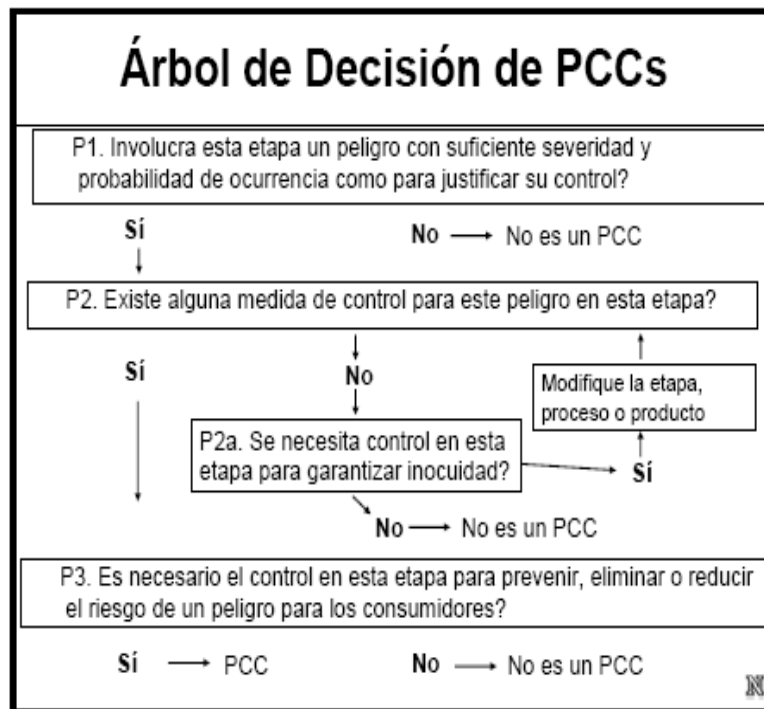 Árbol de Decisión de PCCs
P1. Involucra esta etapa un peligro con suficiente severidad y
probabilidad de ocurrencia como para justificar su control?
Sí
No → No es un PCC
P2. Existe alguna medida de control para este peligro en esta etapa?
Sí
No
Modifique la etapa,
proceso o producto
P2a. Se necesita control en esta
etapa para garantizar inocuidad?
Sí
No → No es un PCC
P3. Es necesario el control en esta etapa para prevenir, eliminar o reducir
el riesgo de un peligro para los consumidores?
Sí → PCC
No → No es un PCC